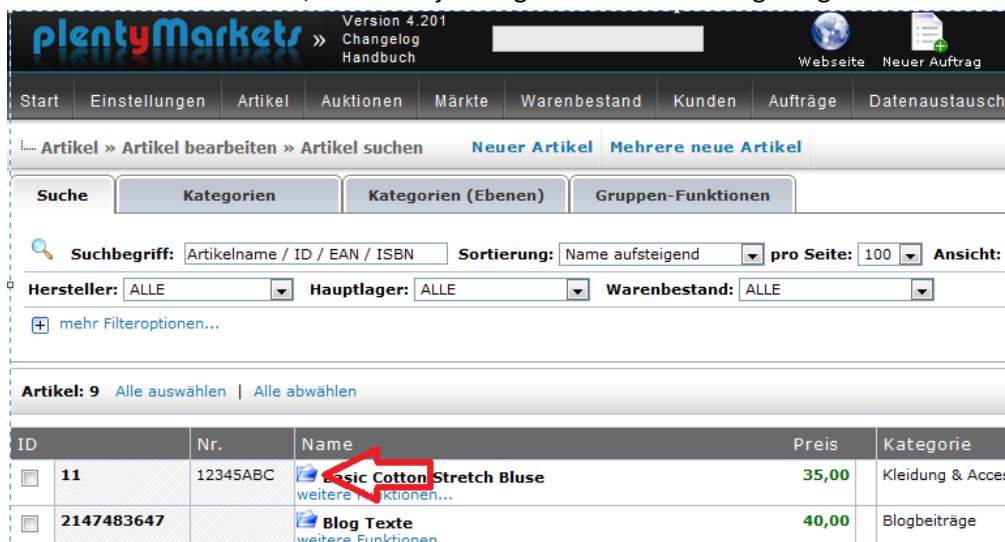 plentyMarkets » Version 4.201
Changelog
Handbuch
Webseite Neuer Auftrag
Start Einstellungen Artikel Auktionen Märkte Warenbestand Kunden Aufträge Datenaustausch
Artikel » Artikel bearbeiten » Artikel suchen Neuer Artikel Mehrere neue Artikel
Suche Kategorien Kategorien (Ebenen) Gruppen-Funktionen
Suchbegriff: Artikelname / ID / EAN / ISBN Sortierung: Name aufsteigend pro Seite: 100 Ansicht:
Hersteller: ALLE Hauptlager: ALLE Warenbestand: ALLE
+ mehr Filteroptionen...
Artikel: 9 Alle auswählen | Alle abwählen
ID Nr. Name Preis Kategorie
11 12345ABC Basic Cotton Stretch Bluse 35,00 Kleidung & Acces
weitere Funktionen...
2147483647 Blog Texte 40,00 Blogbeiträge
weitere Funktionen